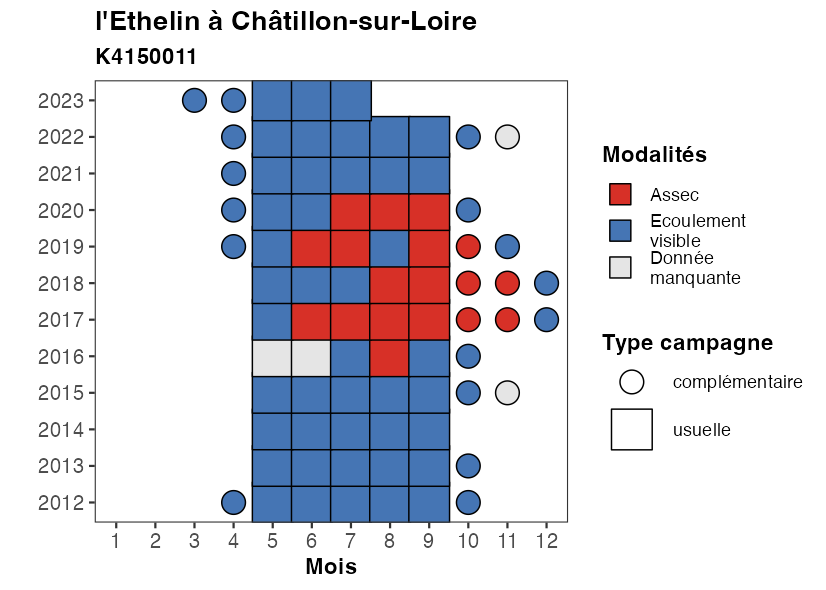 l'Ethelin à Châtillon-sur-Loire
K4150011
2023
2022
2021
2020
2019
2018
2017
2016
2015
2014
2013
2012
1 2 3 4 5 6 7 8 9 10 11 12
Mois
Modalités
Assec
Ecoulement
visible
Donnée
manquante
Type campagne
complémentaire
usuelle